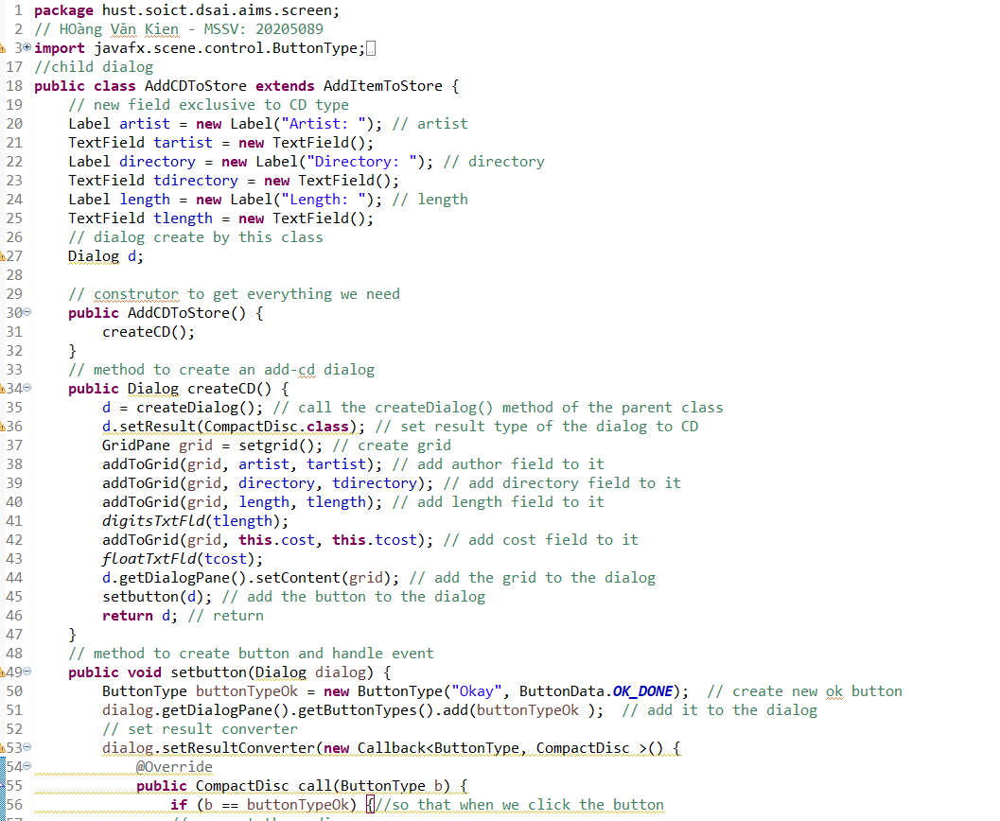 1 package hust.soict.dsai.aims.screen;
2 // HOàng Văn Kien - MSSV: 20205089
3 import javafx.scene.control.ButtonType;
17 //child dialog
18 public class AddCDToStore extends AddItemToStore {
19 // new field exclusive to CD type
20 Label artist = new Label("Artist: "); // artist
21 TextField tartist = new TextField();
22 Label directory = new Label("Directory: "); // directory
23 TextField tdirectory = new TextField();
24 Label length = new Label("Length: "); // length
25 TextField tlength = new TextField();
26 // dialog create by this class
27 Dialog d;
28
29 // construtor to get everything we need
30 public AddCDToStore() {
31 createCD();
32 }
33 // method to create an add-cd dialog
34 public Dialog createCD() {
35 d = createDialog(); // call the createDialog() method of the parent class
36 d.setResult(CompactDisc.class); // set result type of the dialog to CD
37 GridPane grid = setgrid(); // create grid
38 addToGrid(grid, artist, tartist); // add author field to it
39 addToGrid(grid, directory, tdirectory); // add directory field to it
40 addToGrid(grid, length, tlength); // add length field to it
41 digitsTxtFld(tlength);
42 addToGrid(grid, this.cost, this.tcost); // add cost field to it
43 floatTxtFld(tcost);
44 d.getDialogPane().setContent(grid); // add the grid to the dialog
45 setbutton(d); // add the button to the dialog
46 return d; // return
47 }
48 // method to create button and handle event
49 public void setbutton(Dialog dialog) {
50 ButtonType buttonTypeOk = new ButtonType("Okay", ButtonData.OK_DONE);  // create new ok button
51 dialog.getDialogPane().getButtonTypes().add(buttonTypeOk );  // add it to the dialog
52 // set result converter
53 dialog.setResultConverter(new Callback<ButtonType, CompactDisc >() {
54 @Override
55 public CompactDisc call(ButtonType b) {
56 if (b == buttonTypeOk) {//so that when we click the button